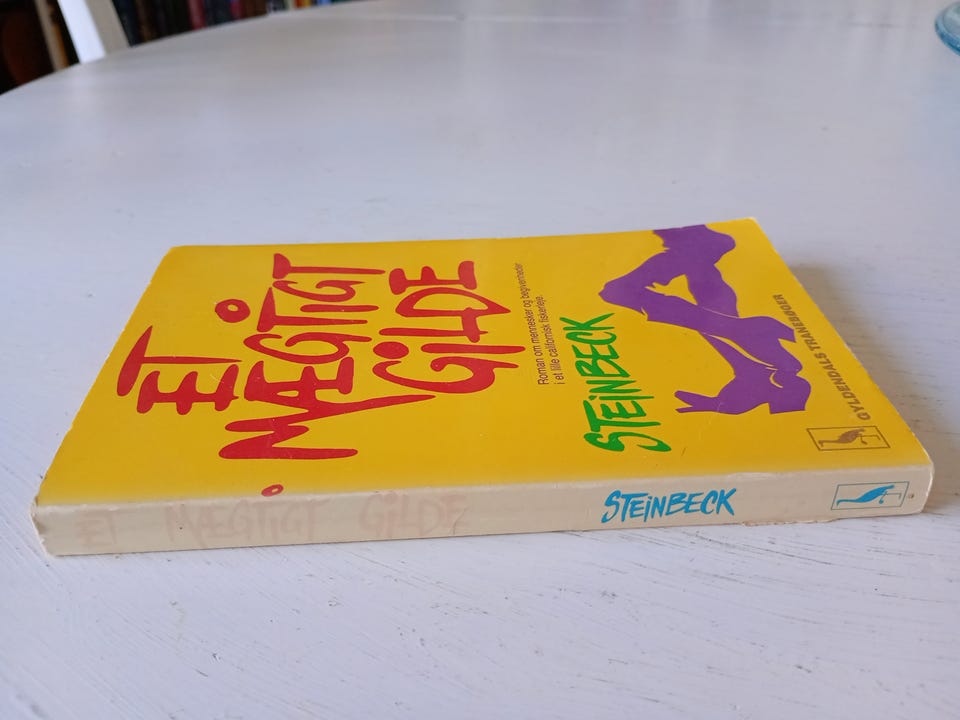 ET
MÆGTIGT
GILDE
Roman om mennesker og begivenheder
i et lille californisk fiskerleje.
STEiNBECK
GYLDENDALS TRANEBØGER
ET MÆGTIGT GILDE
STEiNBECK